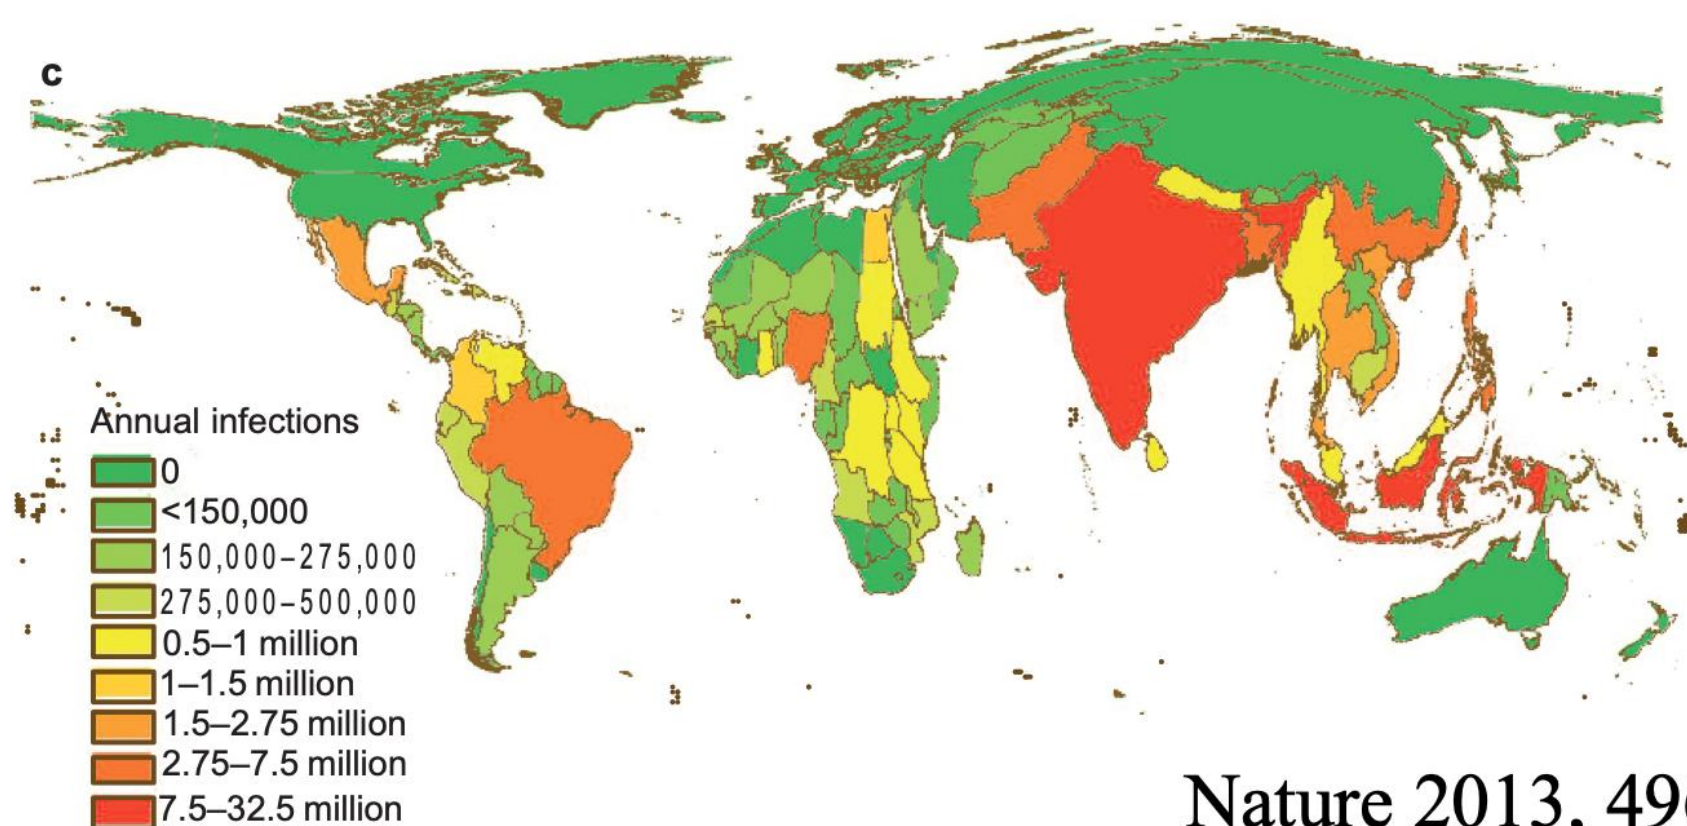 c
Annual infections
0
<150,000
150,000–275,000
275,000–500,000
0.5–1 million
1–1.5 million
1.5–2.75 million
2.75–7.5 million
7.5–32.5 million
Nature 2013, 49